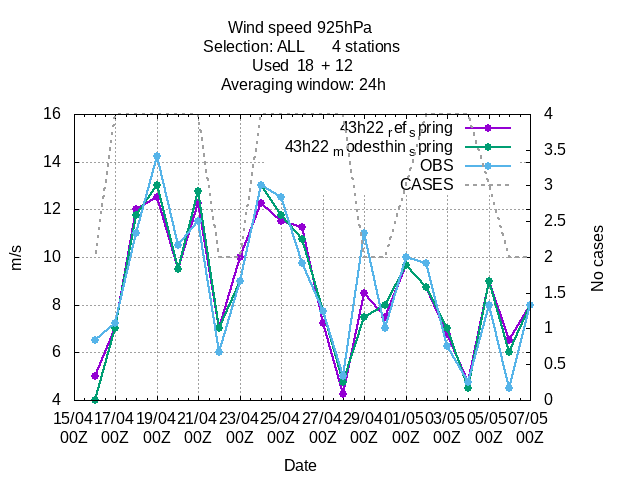 Wind speed 925hPa
Selection: ALL 4 stations
Used 18 + 12
Averaging window: 24h
43h22 refspring
43h22 modesthinspring
OBS
CASES
16
14
12
10
8
6
4
m/s
4
3.5
3
2.5
2
1.5
1
0.5
0
No cases
15/04 17/04 19/04 21/04 23/04 25/04 27/04 29/04 01/05 03/05 05/05 07/05
00Z 00Z 00Z 00Z 00Z 00Z 00Z 00Z 00Z 00Z 00Z 00Z
Date